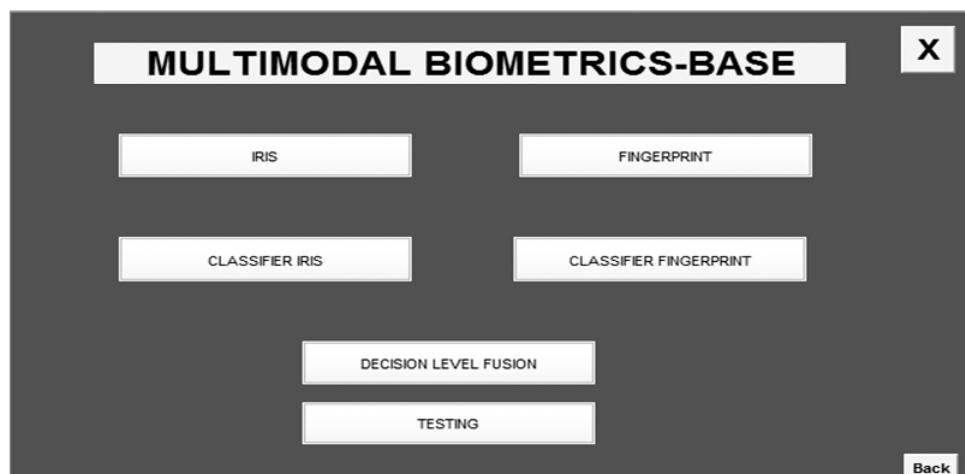 X
MULTIMODAL BIOMETRICS-BASE
IRIS
FINGERPRINT
CLASSIFIER IRIS
CLASSIFIER FINGERPRINT
DECISION LEVEL FUSION
TESTING
Back